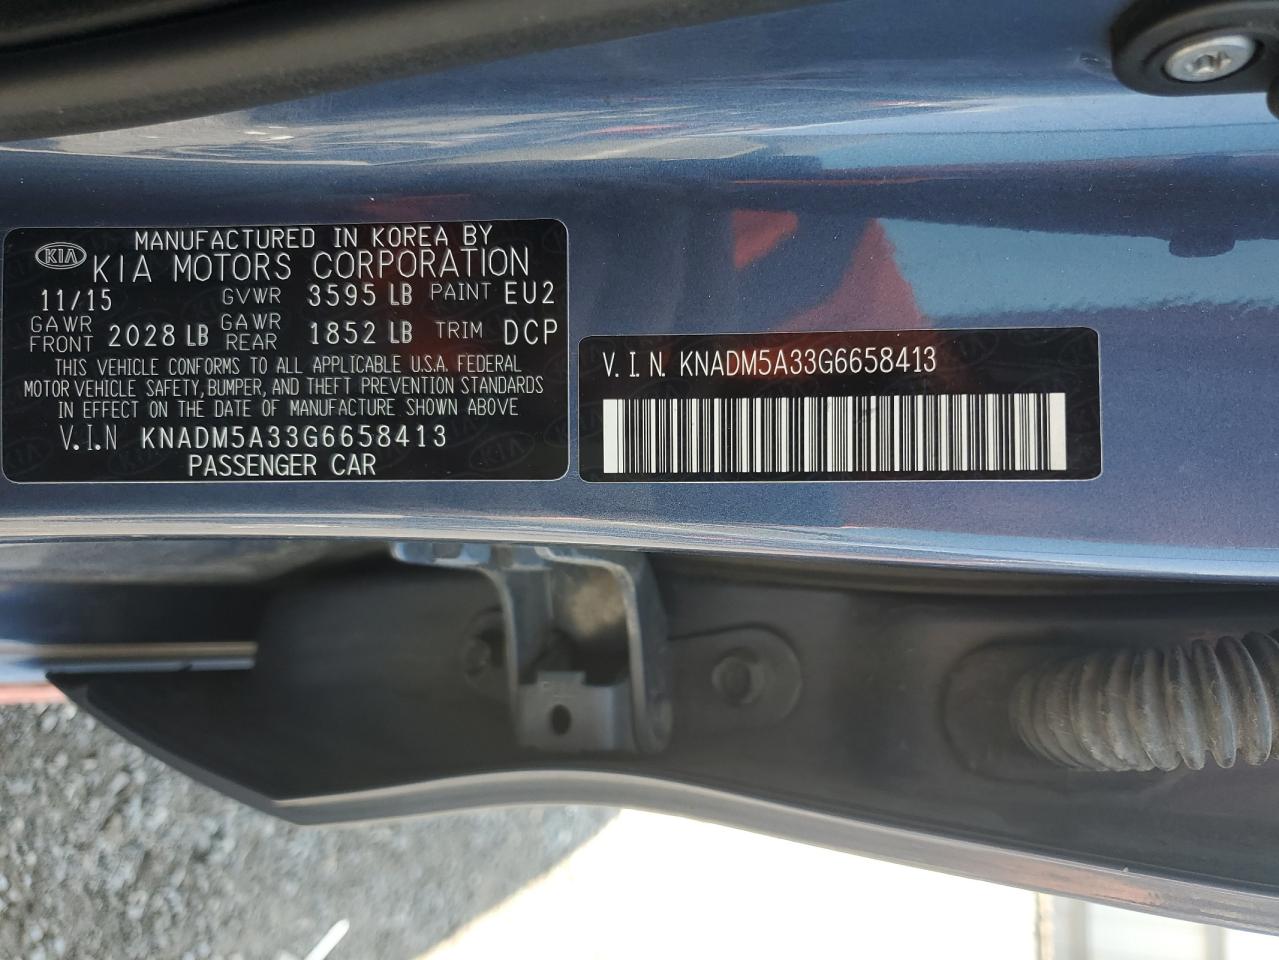 KIA
MANUFACTURED IN KOREA BY
KIA MOTORS CORPORATION
11/15 GVWR 3595 LB PAINT EU2
GAWR FRONT 2028 LB GAWR REAR 1852 LB TRIM DCP
THIS VEHICLE CONFORMS TO ALL APPLICABLE U.S.A. FEDERAL
MOTOR VEHICLE SAFETY, BUMPER, AND THEFT PREVENTION STANDARDS
IN EFFECT ON THE DATE OF MANUFACTURE SHOWN ABOVE
V.I.N KNADM5A33G6658413
PASSENGER CAR
V.I.N. KNADM5A33G6658413